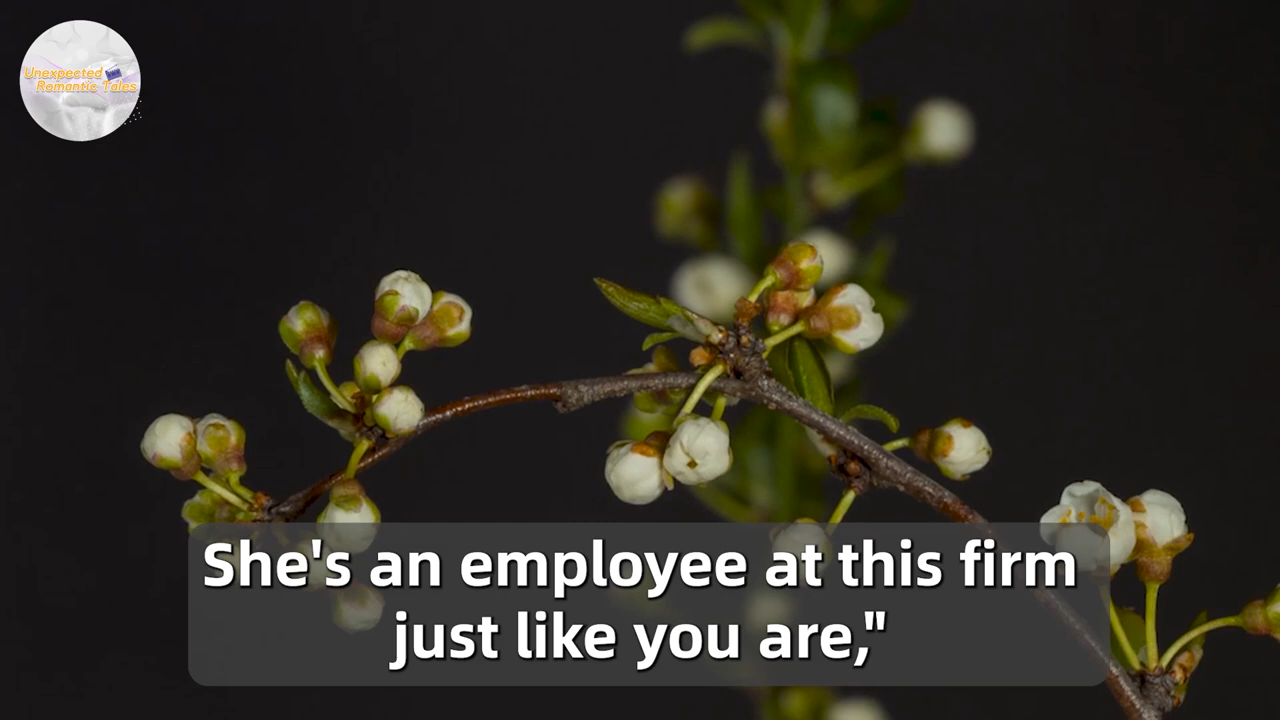 Unexpected
Romantic Tales
She's an employee at this firm
just like you are,"